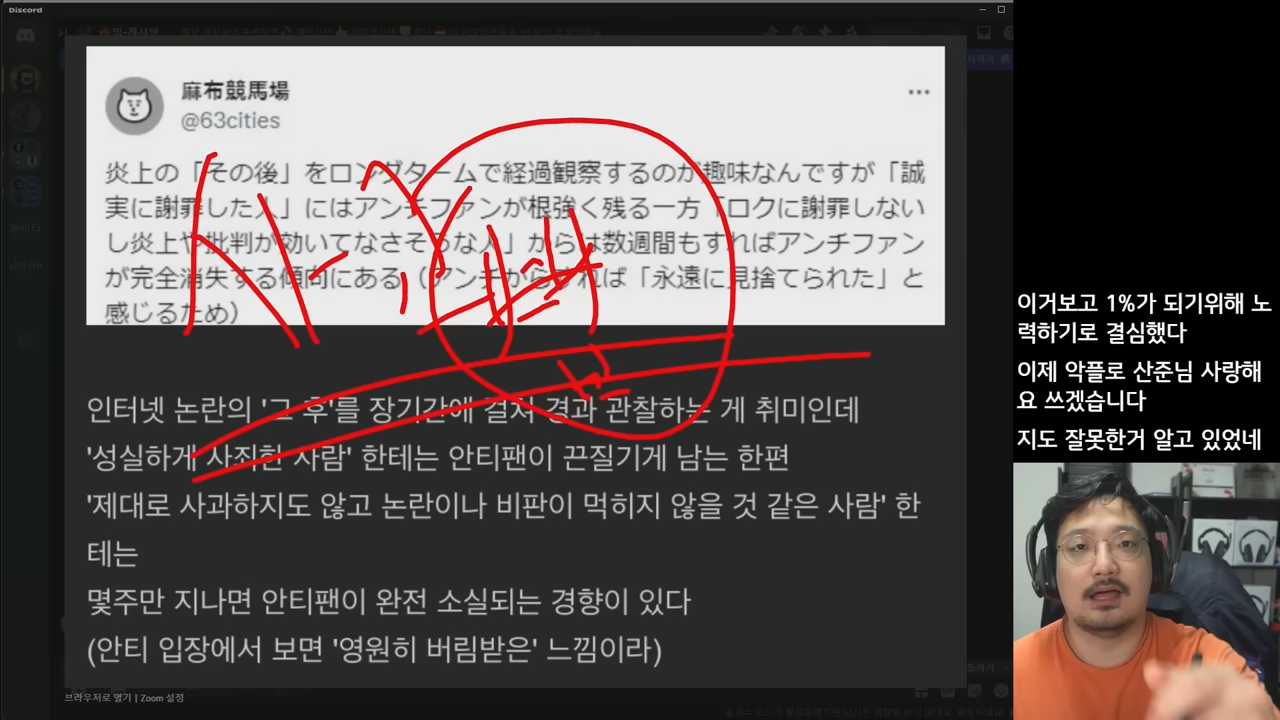 Discord
麻布競馬場
@63cities
炎上の「その後」をロングタームで経過観察するのが趣味なんですが「誠
実に謝罪した人」にはアンチファンが根強く残る一方「ロクに謝罪しない
し炎上や批判が効いてなさそうな人」からは数週間もすればアンチファン
が完全消失する傾向にある（アンチからすれば「永遠に見捨てられた」と
感じるため）
인터넷 논란의 '그 후'를 장기간에 걸쳐 경과 관찰하는 게 취미인데
'성실하게 사죄한 사람' 한테는 안티팬이 끈질기게 남는 한편
'제대로 사과하지도 않고 논란이나 비판이 먹히지 않을 것 같은 사람' 한
테는
몇주만 지나면 안티팬이 완전 소실되는 경향이 있다
(안티 입장에서 보면 '영원히 버림받은' 느낌이라)
브라우저로 열기 | Zoom 설정
이거보고 1%가 되기위해 노
력하기로 결심했다
이제 악플로 산준님 사랑해
요 쓰겠습니다
지도 잘못한거 알고 있었네